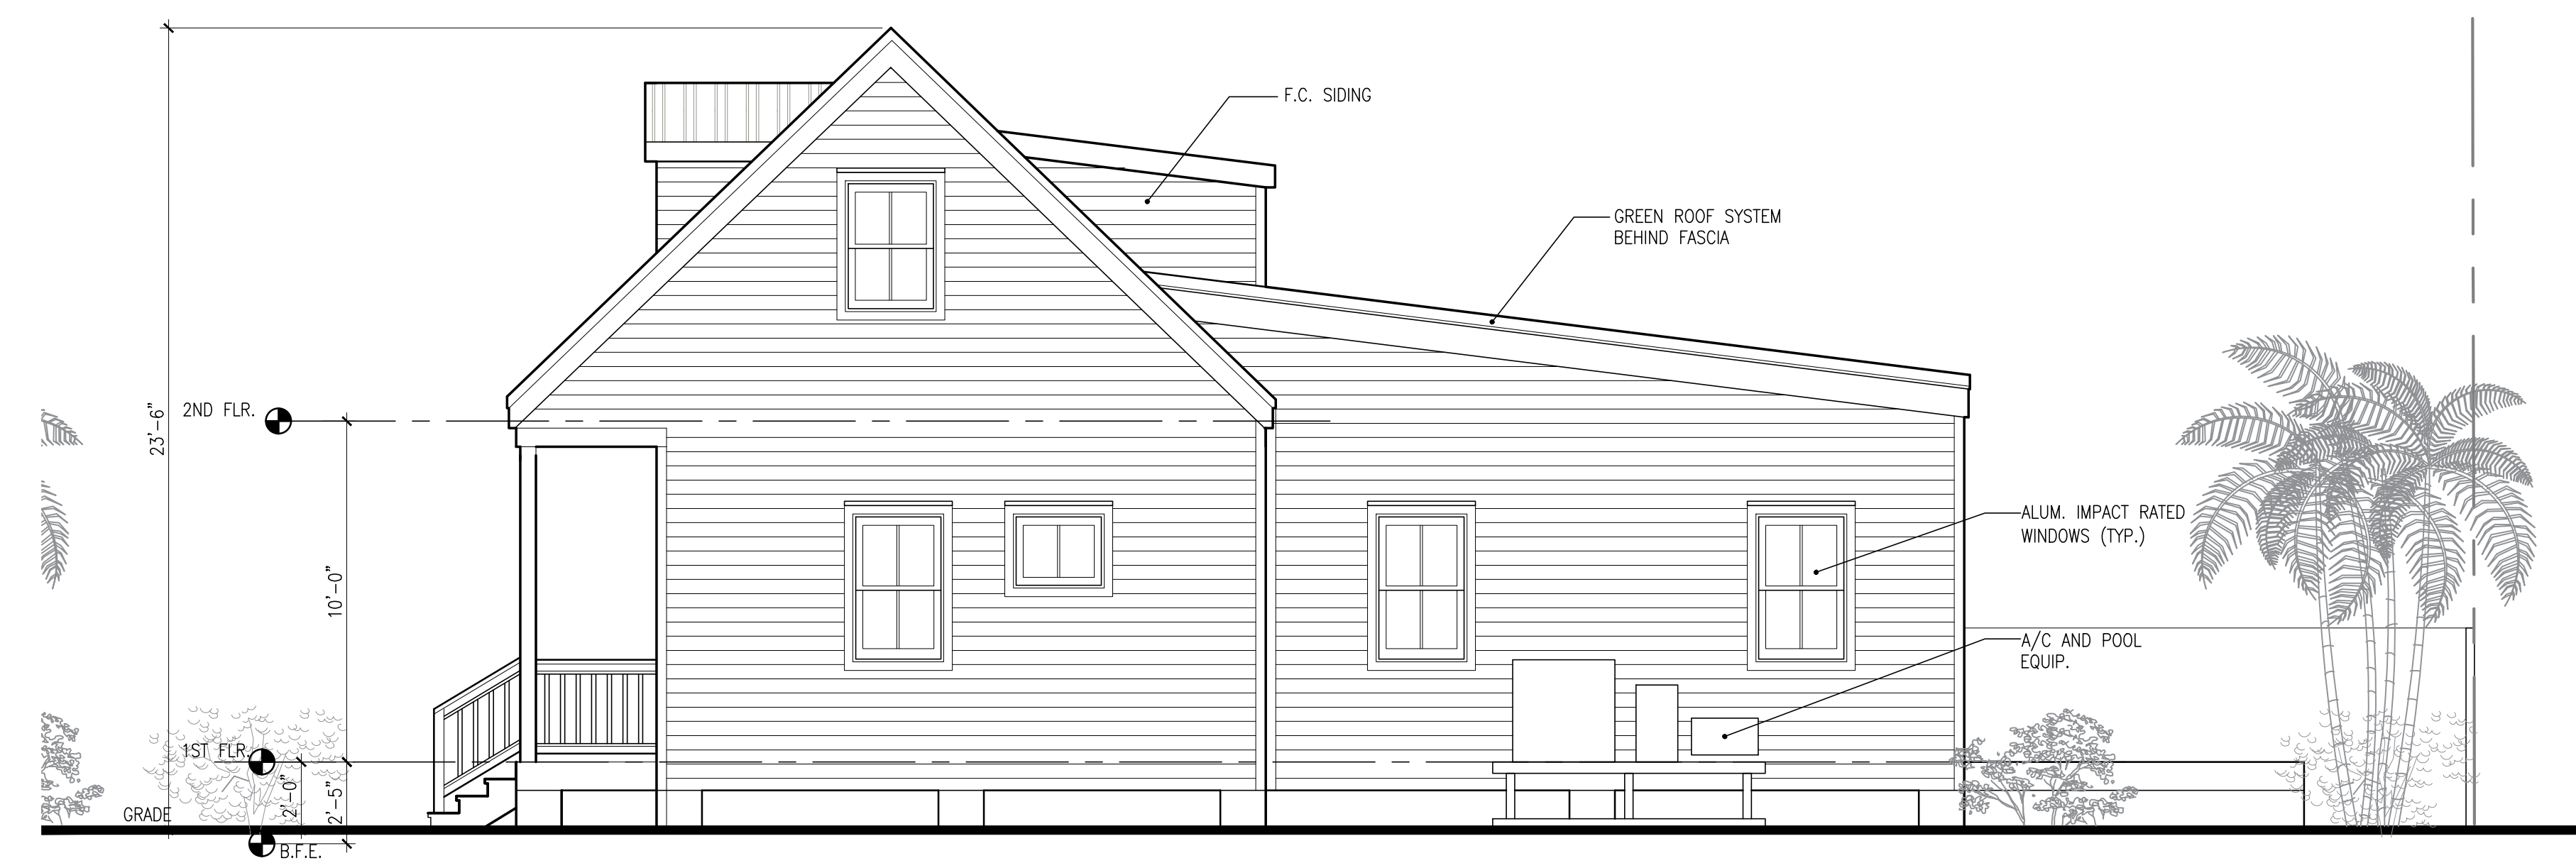 F.C. SIDING
GREEN ROOF SYSTEM
BEHIND FASCIA
2ND FLR.
23'-6"
ALUM. IMPACT RATED
WINDOWS (TYP.)
10'-0"
A/C AND POOL
EQUIP.
1ST FLR.
2'-0"
2'-5"
GRADE
B.F.E.